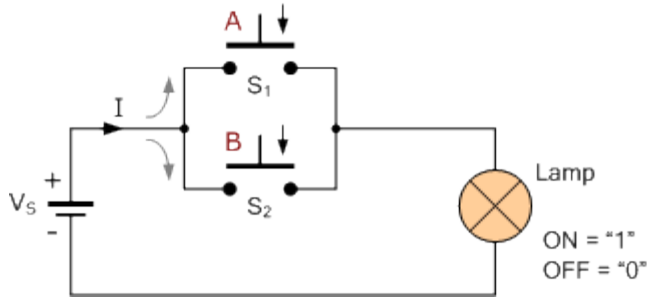 A
S₁
I
B
+
Vₛ
S₂
-
Lamp
ON = “1”
OFF = “0”